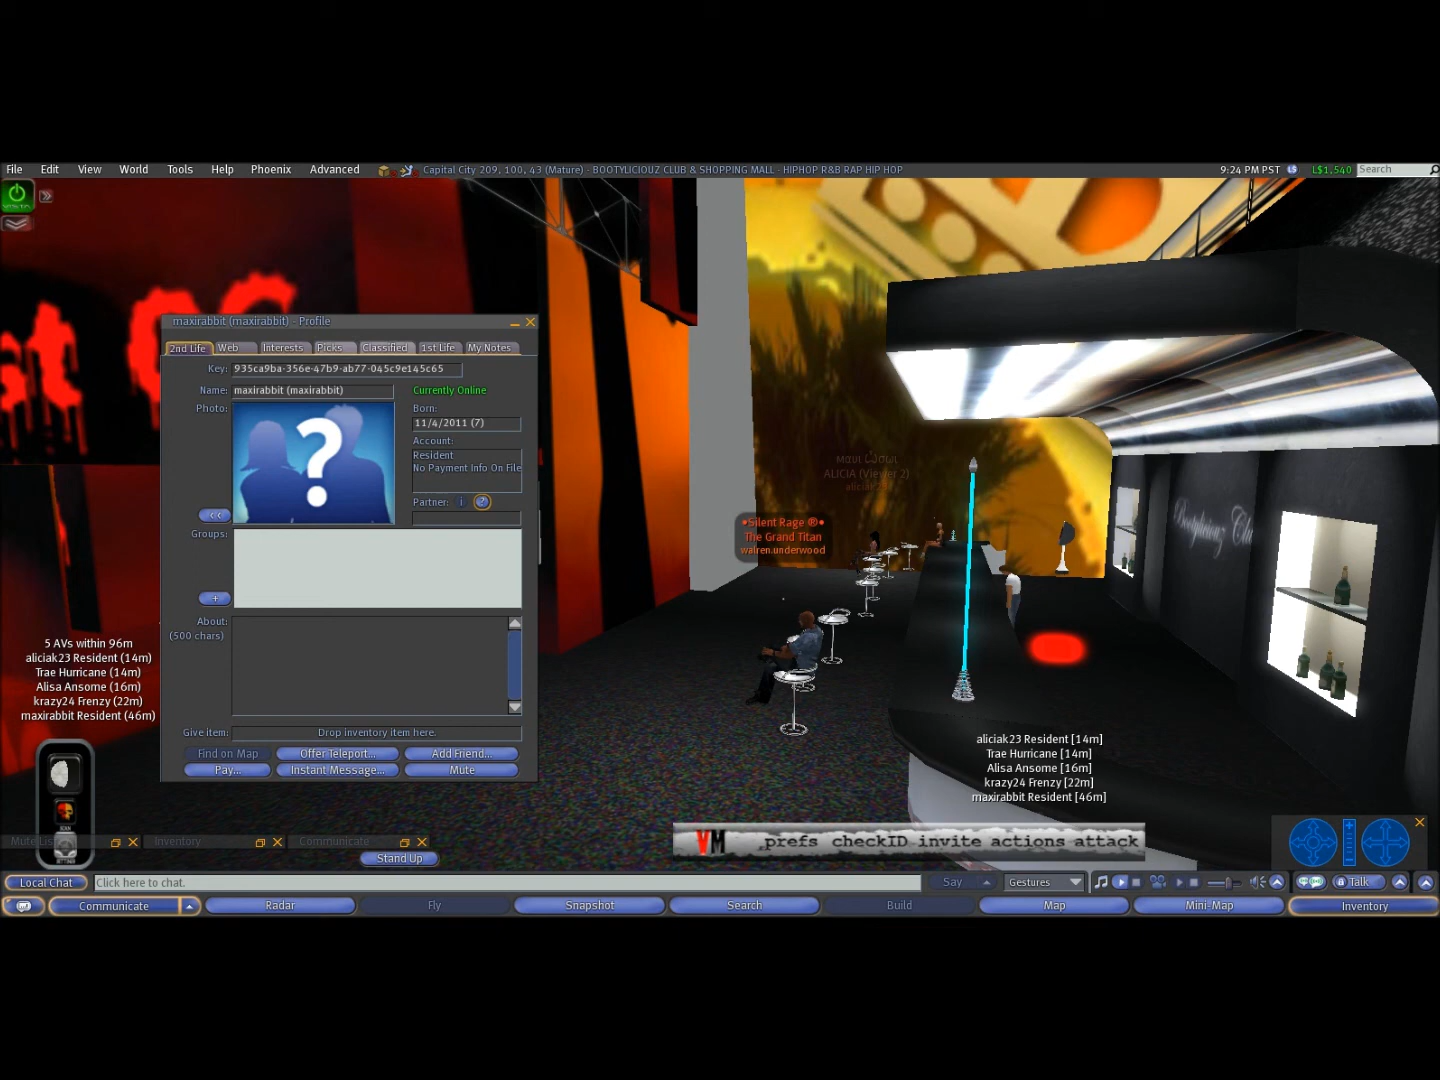 File Edit View World Tools Help Phoenix Advanced Capital City 209, 100, 43 (Mature) - BOOTYLICIOUZ CLUB & SHOPPING MALL - HIPHOP R&B RAP HIP HOP 9:24 PM PST L$1,540 Search
maxirabbit (maxirabbit) - Profile
2nd Life Web Interests Picks Classified 1st Life My Notes
Key: 935ca9ba-356e-47b9-ab77-045c9e145c65
Name: maxirabbit (maxirabbit) Currently Online
Photo: Born:
11/4/2011 (7)
Account:
Resident
No Payment Info On File
Partner: i ?
<<
Groups:
+
About:
(500 chars)
Give item: Drop inventory item here.
Find on Map Offer Teleport... Add Friend...
Pay... Instant Message... Mute
ALICIA (Viewer 2)
•Silent Rage ®•
The Grand Titan
walren.underwood
5 AVs within 96m
aliciak23 Resident (14m)
Trae Hurricane (14m)
Alisa Ansome (16m)
krazy24 Frenzy (22m)
maxirabbit Resident (46m)
aliciak23 Resident [14m]
Trae Hurricane [14m]
Alisa Ansome [16m]
krazy24 Frenzy [22m]
maxirabbit Resident [46m]
VM prefs checkID invite actions attack
Inventory Communicate
Stand Up
Local Chat Click here to chat. Say Gestures Talk
Communicate Radar Fly Snapshot Search Build Map Mini-Map Inventory